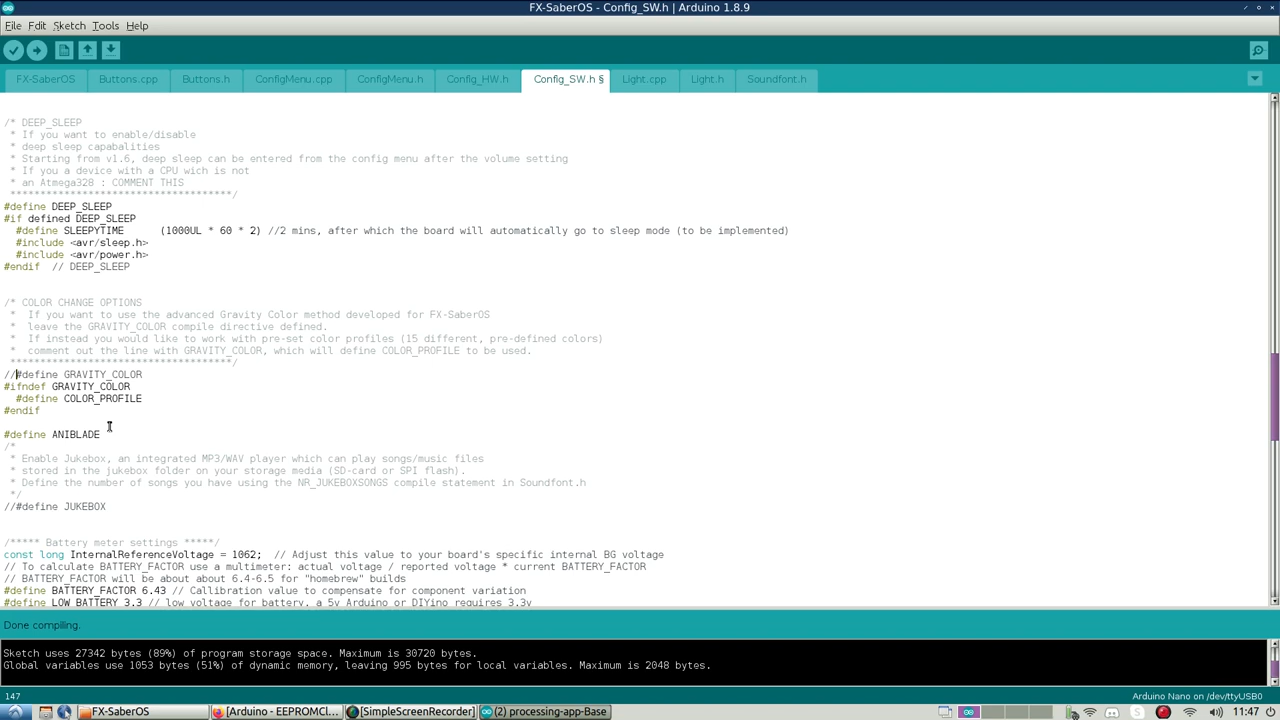 FX-SaberOS - Config_SW.h | Arduino 1.8.9
File Edit Sketch Tools Help
FX-SaberOS Buttons.cpp Buttons.h ConfigMenu.cpp ConfigMenu.h Config_HW.h Config_SW.h § Light.cpp Light.h Soundfont.h
/* DEEP_SLEEP
* If you want to enable/disable
* deep sleep capabalities
* Starting from v1.6, deep sleep can be entered from the config menu after the volume setting
* If you a device with a CPU wich is not
* an Atmega328 : COMMENT THIS
*************************************/
#define DEEP_SLEEP
#if defined DEEP_SLEEP
#define SLEEPYTIME (1000UL * 60 * 2) //2 mins, after which the board will automatically go to sleep mode (to be implemented)
#include <avr/sleep.h>
#include <avr/power.h>
#endif // DEEP_SLEEP
/* COLOR CHANGE OPTIONS
* If you want to use the advanced Gravity Color method developed for FX-SaberOS
* leave the GRAVITY_COLOR compile directive defined.
* If instead you would like to work with pre-set color profiles (15 different, pre-defined colors)
* comment out the line with GRAVITY_COLOR, which will define COLOR_PROFILE to be used.
*************************************/
//#define GRAVITY_COLOR
#ifndef GRAVITY_COLOR
#define COLOR_PROFILE
#endif
#define ANIBLADE
/*
* Enable Jukebox, an integrated MP3/WAV player which can play songs/music files
* stored in the jukebox folder on your storage media (SD-card or SPI flash).
* Define the number of songs you have using the NR_JUKEBOXSONGS compile statement in Soundfont.h
*/
//#define JUKEBOX
/***** Battery meter settings *****/
const long InternalReferenceVoltage = 1062; // Adjust this value to your board's specific internal BG voltage
// To calculate BATTERY_FACTOR use a multimeter: actual voltage / reported voltage * current BATTERY_FACTOR
// BATTERY_FACTOR will be about about 6.4-6.5 for "homebrew" builds
#define BATTERY_FACTOR 6.43 // Callibration value to compensate for component variation
#define LOW_BATTERY 3.3 // low voltage for battery, a 5v Arduino or DIYino requires 3.3v
Done compiling.
Sketch uses 27342 bytes (89%) of program storage space. Maximum is 30720 bytes.
Global variables use 1053 bytes (51%) of dynamic memory, leaving 995 bytes for local variables. Maximum is 2048 bytes.
147 Arduino Nano on /dev/ttyUSB0
FX-SaberOS [Arduino - EEPROMCl... [SimpleScreenRecorder] (2) processing-app-Base 11:47